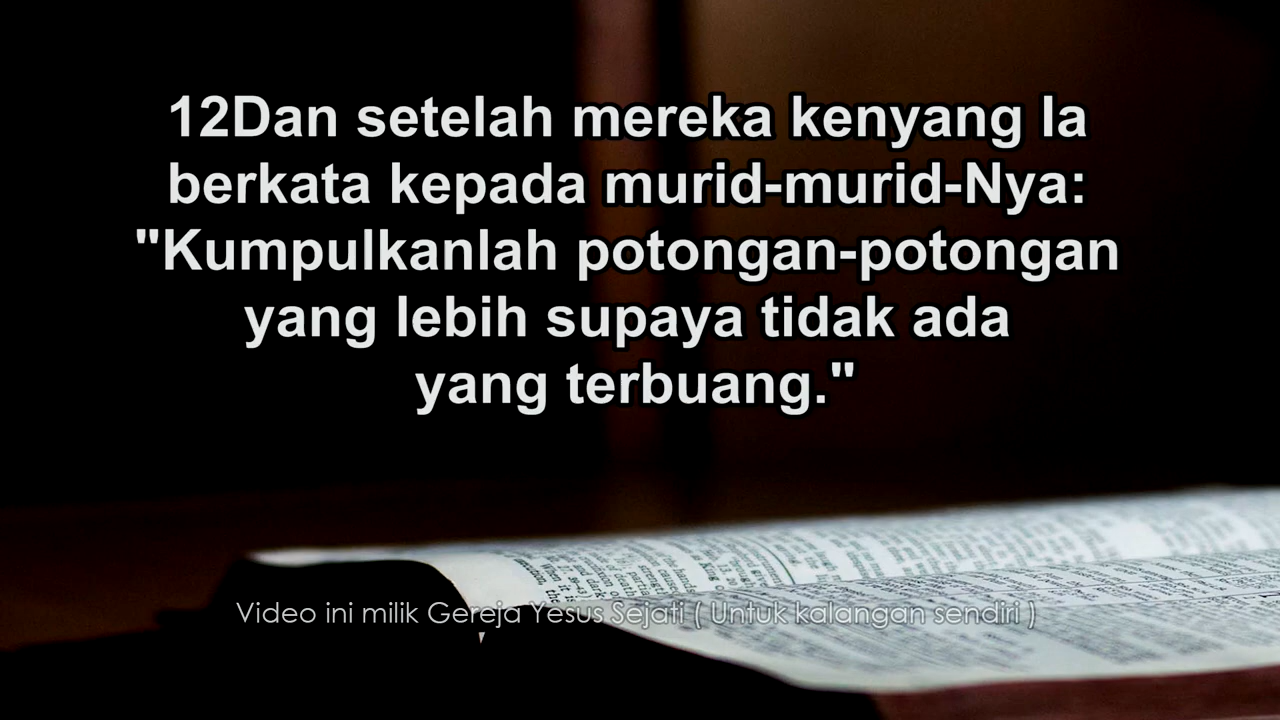 12Dan setelah mereka kenyang Ia
berkata kepada murid-murid-Nya:
"Kumpulkanlah potongan-potongan
yang lebih supaya tidak ada
yang terbuang."
Video ini milik Gereja Yesus Sejati ( Untuk kalangan sendiri )